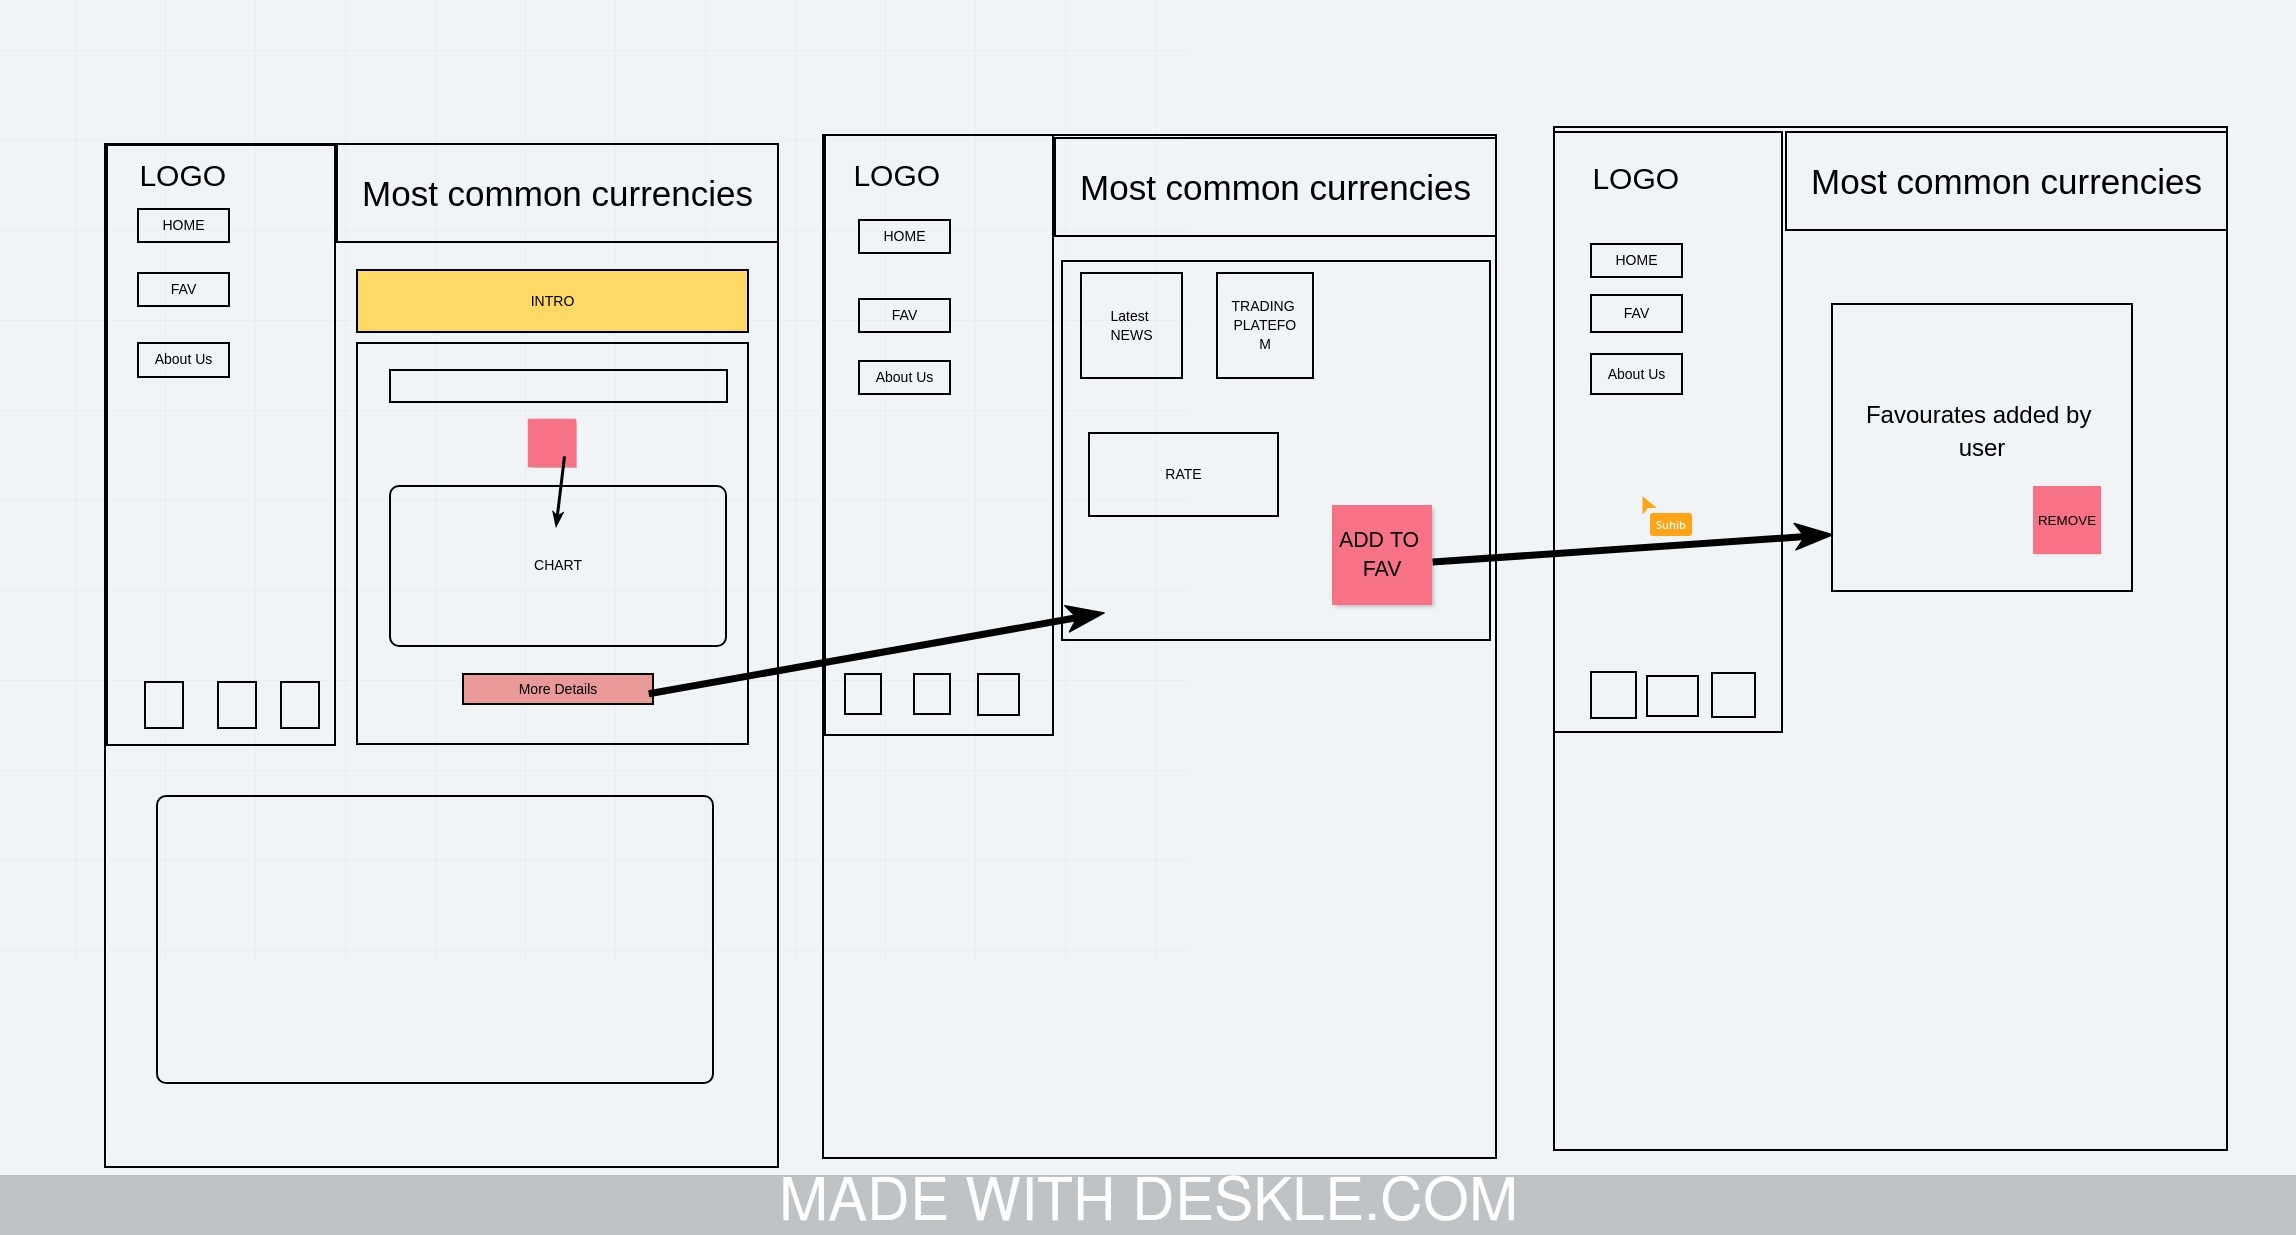 LOGO
Most common currencies
HOME
FAV
About Us
INTRO
CHART
More Details
LOGO
Most common currencies
HOME
FAV
About Us
Latest
NEWS
TRADING
PLATEFO
M
RATE
ADD TO
FAV
LOGO
Most common currencies
HOME
FAV
About Us
Favourates added by
user
REMOVE
Suhib
MADE WITH DESKLE.COM